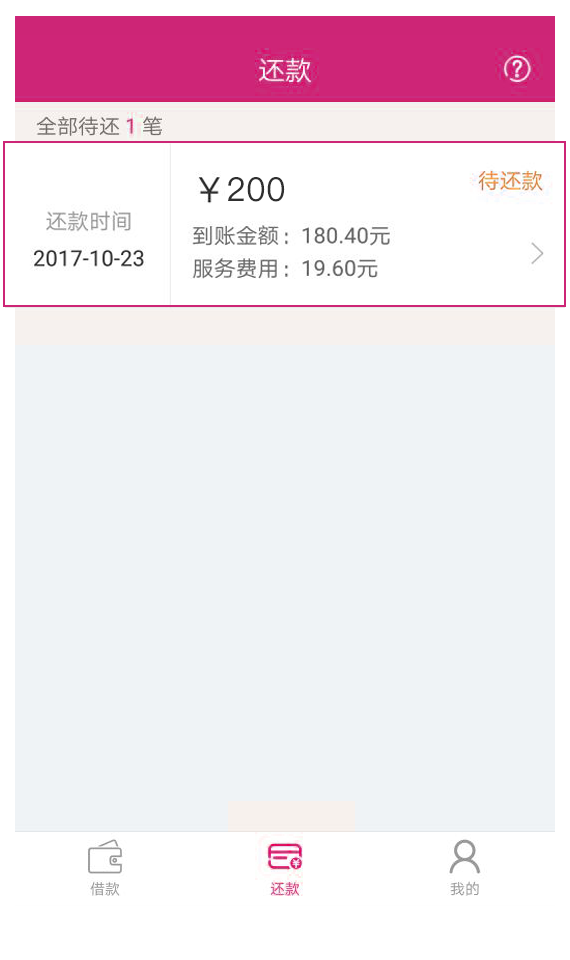 还款
全部待还 1 笔
还款时间
2017-10-23
￥200
待还款
到账金额：180.40元
服务费用：19.60元
借款
还款
我的